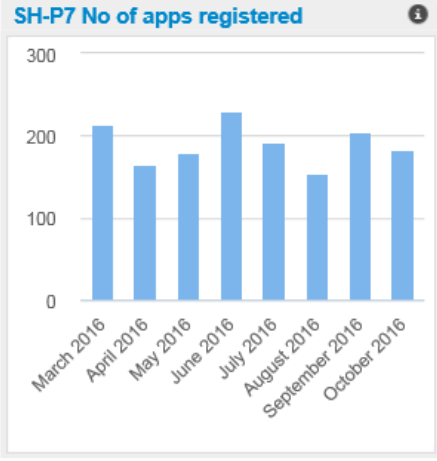 SH-P7 No of apps registered
300
200
100
0
March 2016
April 2016
May 2016
June 2016
July 2016
August 2016
September 2016
October 2016